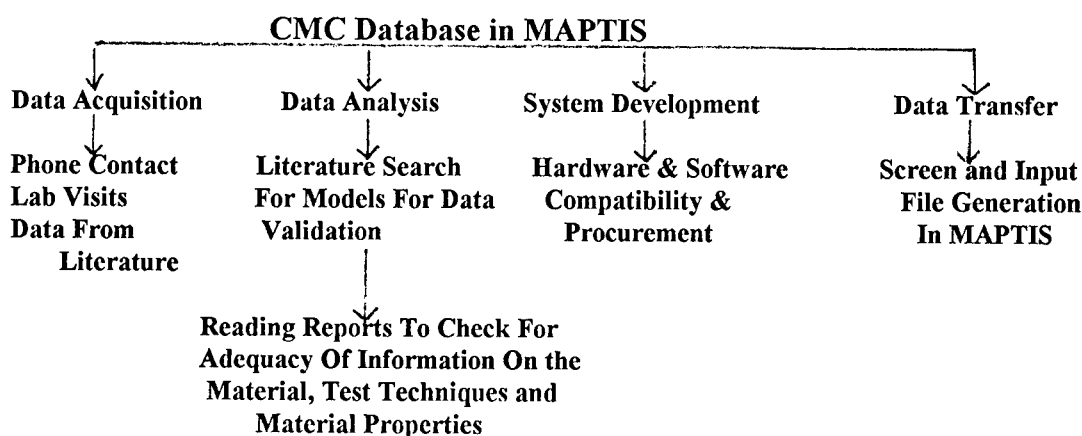 CMC Database in MAPTIS
Data Acquisition
Data Analysis
System Development
Data Transfer
Phone Contact
Lab Visits
Data From
Literature
Literature Search
For Models For Data
Validation
Hardware & Software
Compatibility &
Procurement
Screen and Input
File Generation
In MAPTIS
Reading Reports To Check For
Adequacy Of Information On the
Material, Test Techniques and
Material Properties